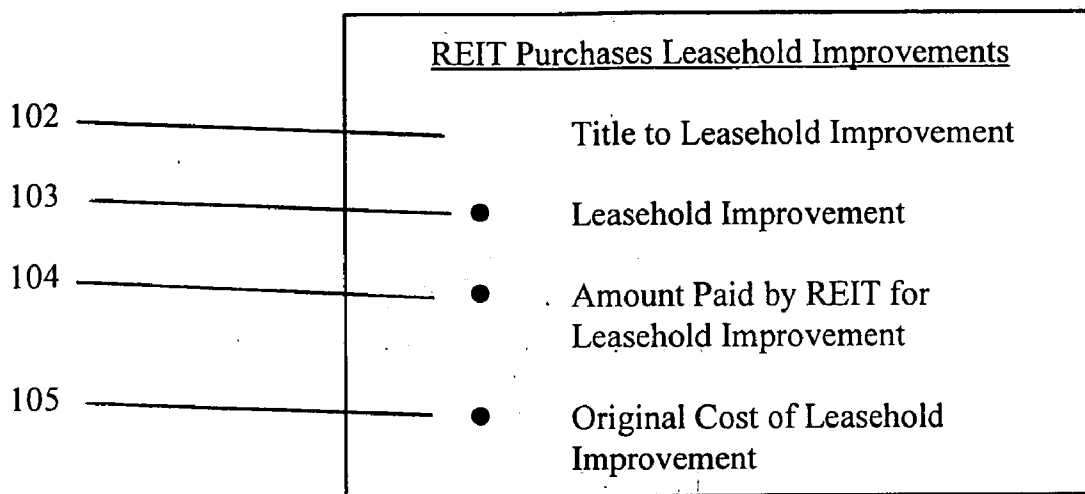 REIT Purchases Leasehold Improvements
102 Title to Leasehold Improvement
103 ● Leasehold Improvement
104 ● Amount Paid by REIT for
Leasehold Improvement
105 ● Original Cost of Leasehold
Improvement